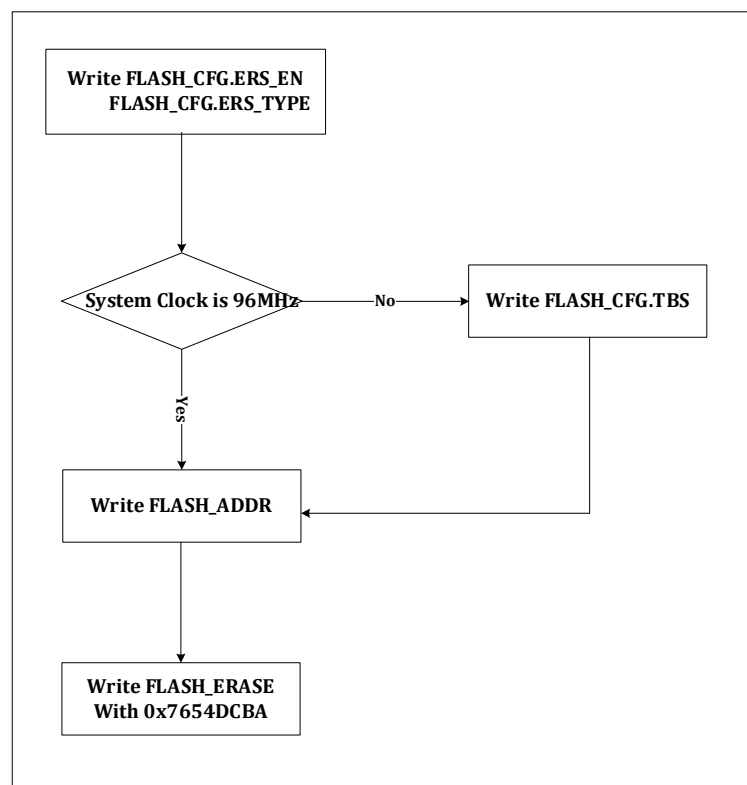 Write FLASH_CFG.ERS_EN
FLASH_CFG.ERS_TYPE
System Clock is 96MHz
No
Write FLASH_CFG.TBS
Yes
Write FLASH_ADDR
Write FLASH_ERASE
With 0x7654DCBA